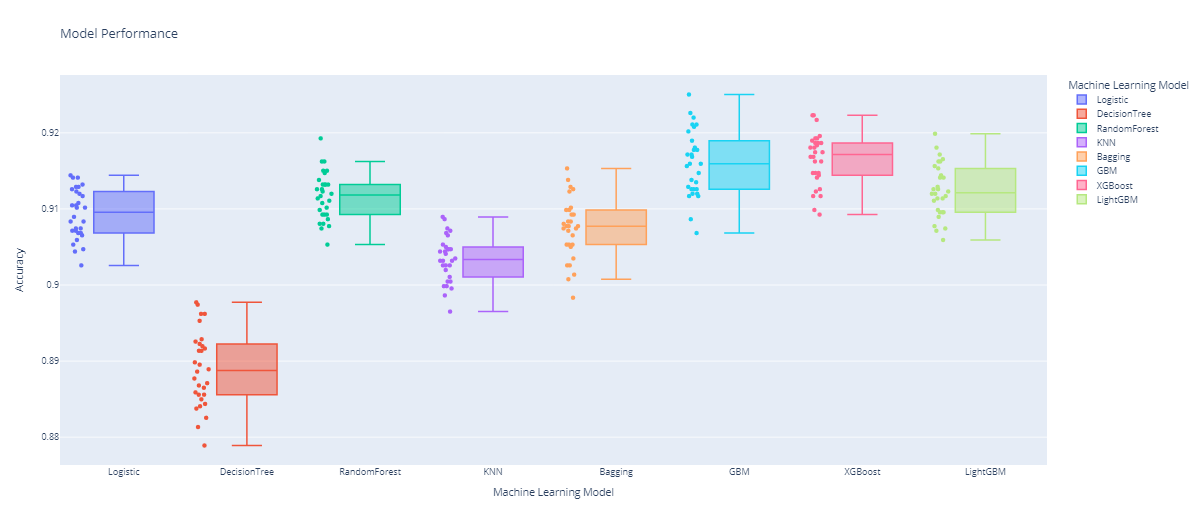 Model Performance
Machine Learning Model
Logistic
DecisionTree
RandomForest
KNN
Bagging
GBM
XGBoost
LightGBM
0.92
0.91
0.9
0.89
0.88
Accuracy
Logistic DecisionTree RandomForest KNN Bagging GBM XGBoost LightGBM
Machine Learning Model